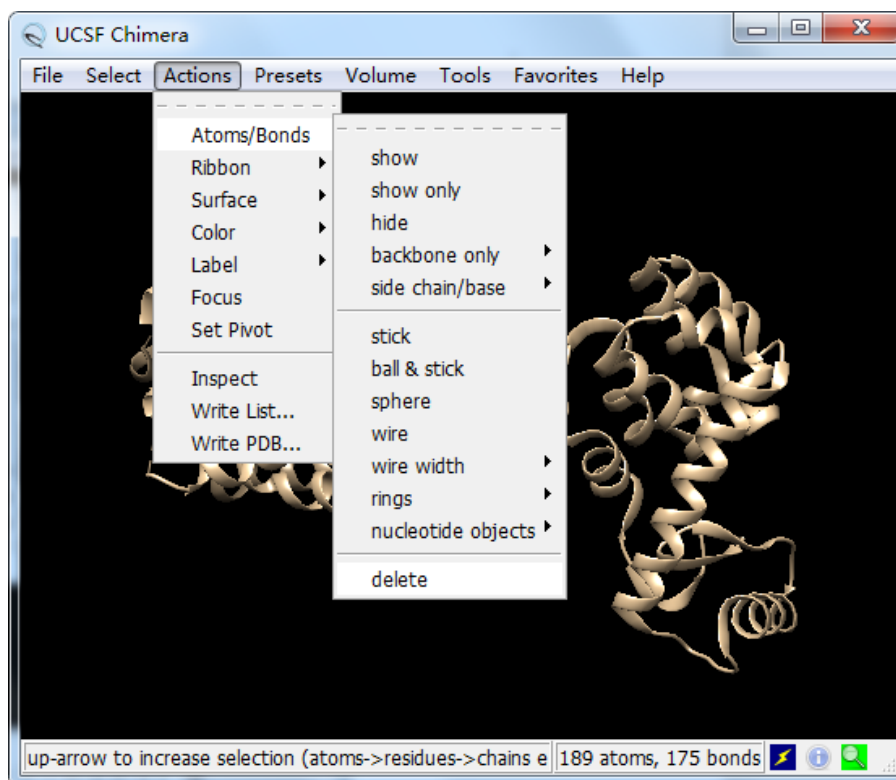 UCSF Chimera
File Select Actions Presets Volume Tools Favorites Help
Atoms/Bonds
Ribbon
Surface
Color
Label
Focus
Set Pivot
Inspect
Write List...
Write PDB...
show
show only
hide
backbone only
side chain/base
stick
ball & stick
sphere
wire
wire width
rings
nucleotide objects
delete
up-arrow to increase selection (atoms->residues->chains e
189 atoms, 175 bonds